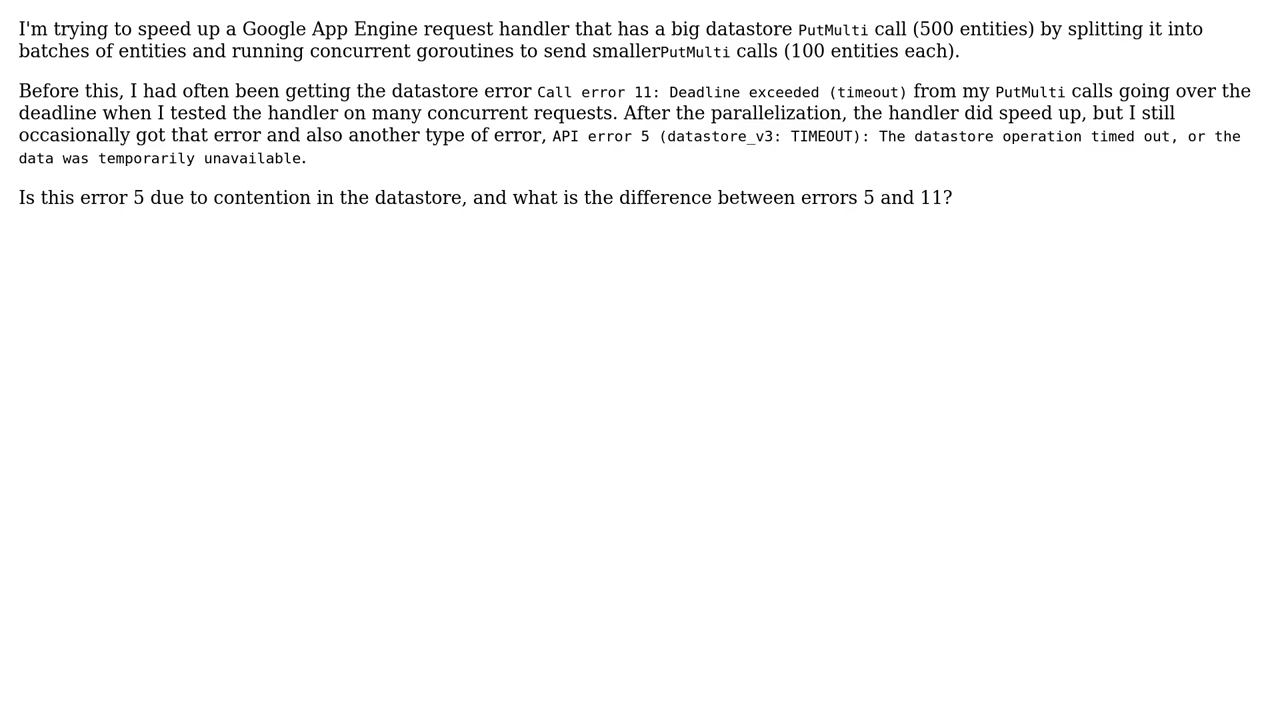 I'm trying to speed up a Google App Engine request handler that has a big datastore PutMulti call (500 entities) by splitting it into
batches of entities and running concurrent goroutines to send smallerPutMulti calls (100 entities each).
Before this, I had often been getting the datastore error Call error 11: Deadline exceeded (timeout) from my PutMulti calls going over the
deadline when I tested the handler on many concurrent requests. After the parallelization, the handler did speed up, but I still
occasionally got that error and also another type of error, API error 5 (datastore_v3: TIMEOUT): The datastore operation timed out, or the
data was temporarily unavailable.
Is this error 5 due to contention in the datastore, and what is the difference between errors 5 and 11?